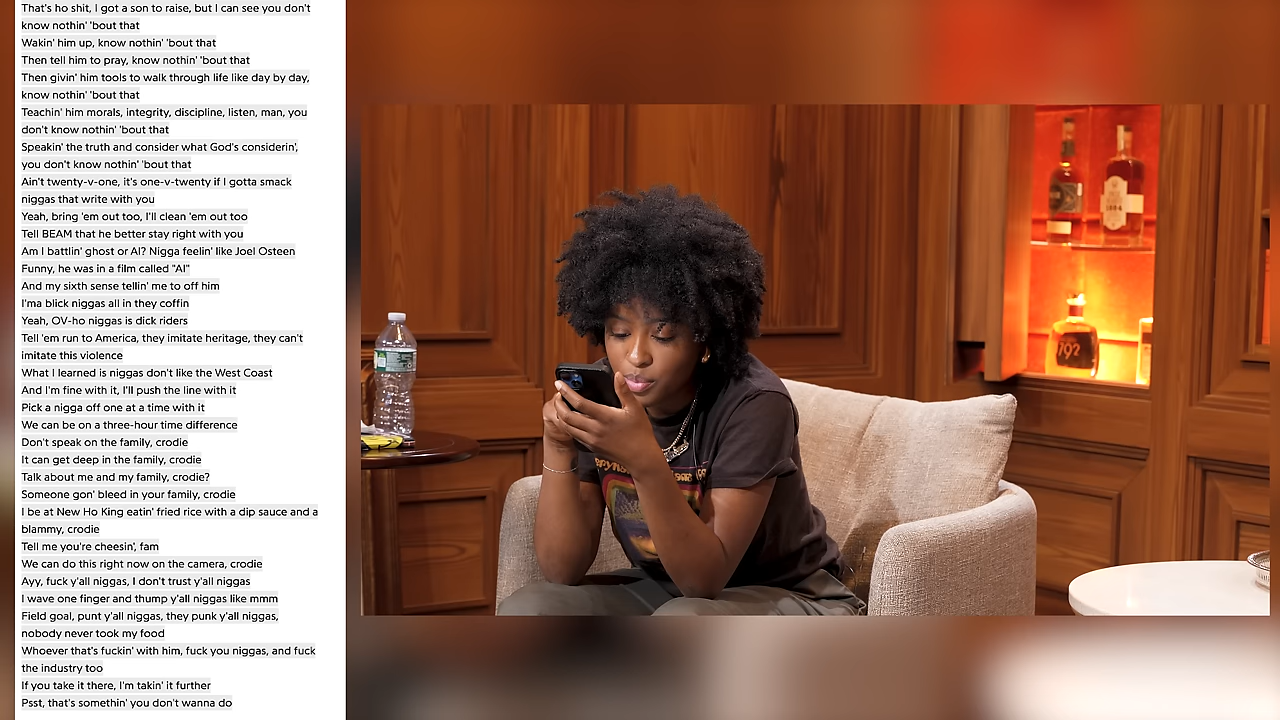 That's ho shit, I got a son to raise, but I can see you don't
know nothin' 'bout that
Wakin' him up, know nothin' 'bout that
Then tell him to pray, know nothin' 'bout that
Then givin' him tools to walk through life like day by day,
know nothin' 'bout that
Teachin' him morals, integrity, discipline, listen, man, you
don't know nothin' 'bout that
Speakin' the truth and consider what God's considerin',
you don't know nothin' 'bout that
Ain't twenty-v-one, it's one-v-twenty if I gotta smack
niggas that write with you
Yeah, bring 'em out too, I'll clean 'em out too
Tell BEAM that he better stay right with you
Am I battlin' ghost or AI? Nigga feelin' like Joel Osteen
Funny, he was in a film called "AI"
And my sixth sense tellin' me to off him
I'ma blick niggas all in they coffin
Yeah, OV-ho niggas is dick riders
Tell 'em run to America, they imitate heritage, they can't
imitate this violence
What I learned is niggas don't like the West Coast
And I'm fine with it, I'll push the line with it
Pick a nigga off one at a time with it
We can be on a three-hour time difference
Don't speak on the family, crodie
It can get deep in the family, crodie
Talk about me and my family, crodie?
Someone gon' bleed in your family, crodie
I be at New Ho King eatin' fried rice with a dip sauce and a
blammy, crodie
Tell me you're cheesin', fam
We can do this right now on the camera, crodie
Ayy, fuck y'all niggas, I don't trust y'all niggas
I wave one finger and thump y'all niggas like mmm
Field goal, punt y'all niggas, they punk y'all niggas,
nobody never took my food
Whoever that's fuckin' with him, fuck you niggas, and fuck
the industry too
If you take it there, I'm takin' it further
Psst, that's somethin' you don't wanna do
1792